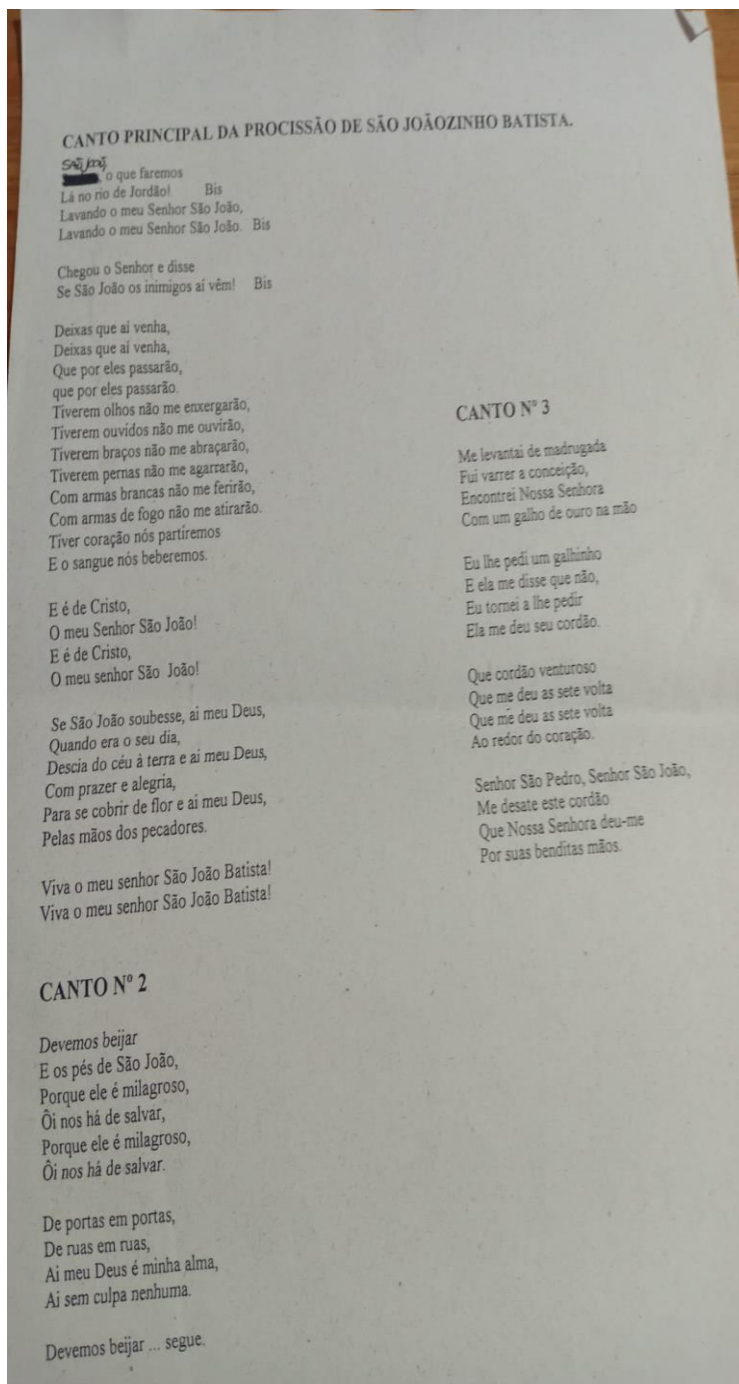 CANTO PRINCIPAL DA PROCISSÃO DE SÃO JOÃOZINHO BATISTA.
SÃO JOÃO, o que faremos
Lá no rio de Jordão! Bis
Lavando o meu Senhor São João,
Lavando o meu Senhor São João. Bis
Chegou o Senhor e disse
Se São João os inimigos aí vêm! Bis
Deixas que aí venha,
Deixas que aí venha,
Que por eles passarão,
que por eles passarão.
Tiverem olhos não me enxergarão,
Tiverem ouvidos não me ouvirão,
Tiverem braços não me abraçarão,
Tiverem pernas não me agarrarão,
Com armas brancas não me ferirão,
Com armas de fogo não me atirarão.
Tiver coração nós partiremos
E o sangue nós beberemos.
E é de Cristo,
O meu Senhor São João!
E é de Cristo,
O meu senhor São João!
Se São João soubesse, ai meu Deus,
Quando era o seu dia,
Descia do céu à terra e ai meu Deus,
Com prazer e alegria,
Para se cobrir de flor e ai meu Deus,
Pelas mãos dos pecadores.
Viva o meu senhor São João Batista!
Viva o meu senhor São João Batista!
CANTO Nº 2
Devemos beijar
E os pés de São João,
Porque ele é milagroso,
Ôi nos há de salvar,
Porque ele é milagroso,
Ôi nos há de salvar.
De portas em portas,
De ruas em ruas,
Ai meu Deus é minha alma,
Ai sem culpa nenhuma.
Devemos beijar ... segue.
CANTO Nº 3
Me levantai de madrugada
Fui varrer a conceição,
Encontrei Nossa Senhora
Com um galho de ouro na mão
Eu lhe pedi um galhinho
E ela me disse que não,
Eu tornei a lhe pedir
Ela me deu seu cordão.
Que cordão venturoso
Que me deu as sete volta
Que me deu as sete volta
Ao redor do coração.
Senhor São Pedro, Senhor São João,
Me desate este cordão
Que Nossa Senhora deu-me
Por suas benditas mãos.